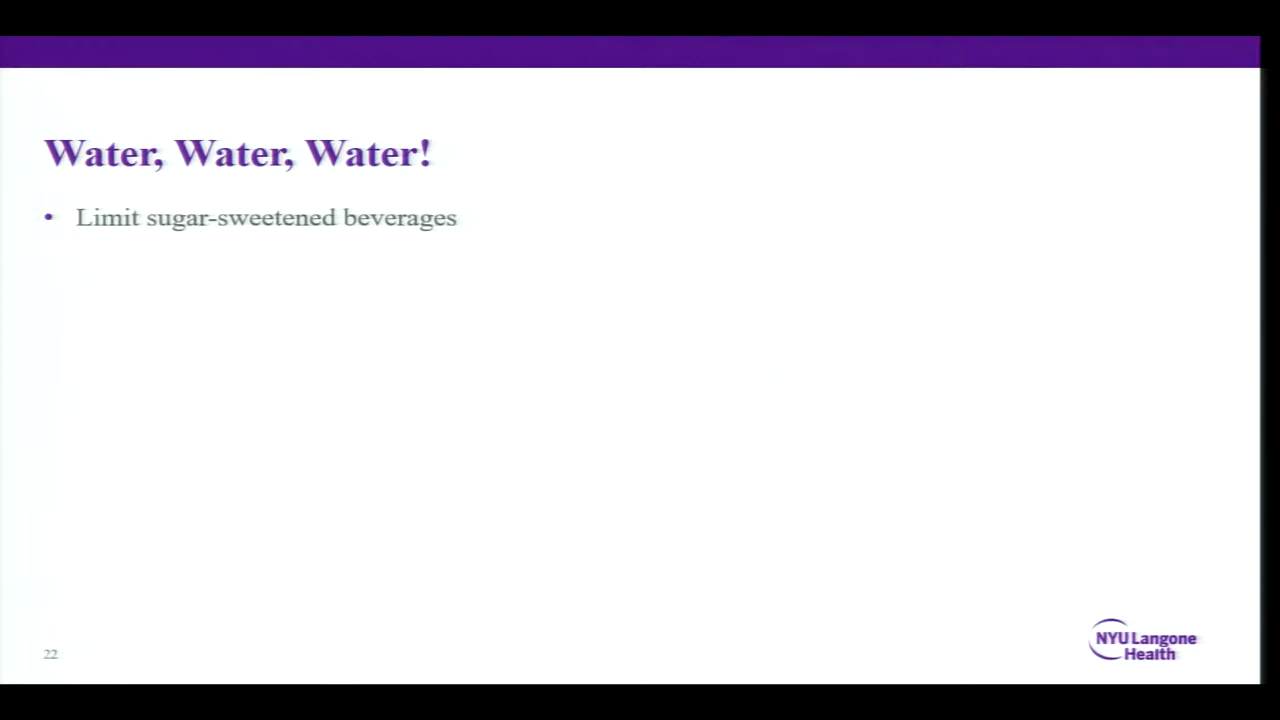 Water, Water, Water!
• Limit sugar-sweetened beverages
22
NYU Langone
Health